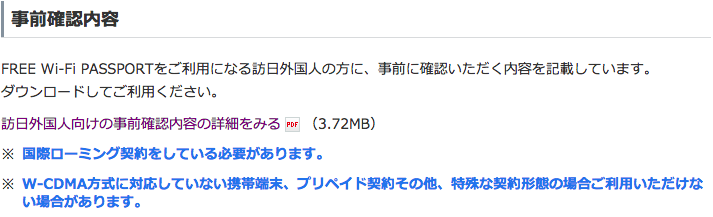 事前確認内容
FREE Wi-Fi PASSPORTをご利用になる訪日外国人の方に、事前に確認いただく内容を記載しています。
ダウンロードしてご利用ください。
訪日外国人向けの事前確認内容の詳細をみる PDF （3.72MB）
※ 国際ローミング契約をしている必要があります。
※ W-CDMA方式に対応していない携帯端末、プリペイド契約その他、特殊な契約形態の場合ご利用いただけな
い場合があります。